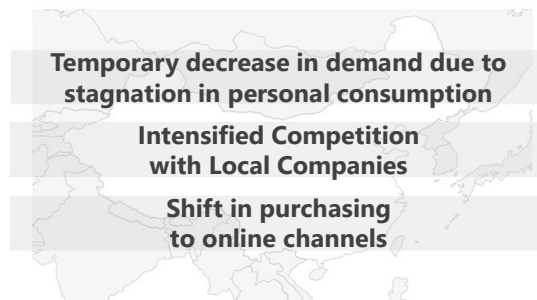 Temporary decrease in demand due to
stagnation in personal consumption
Intensified Competition
with Local Companies
Shift in purchasing
to online channels